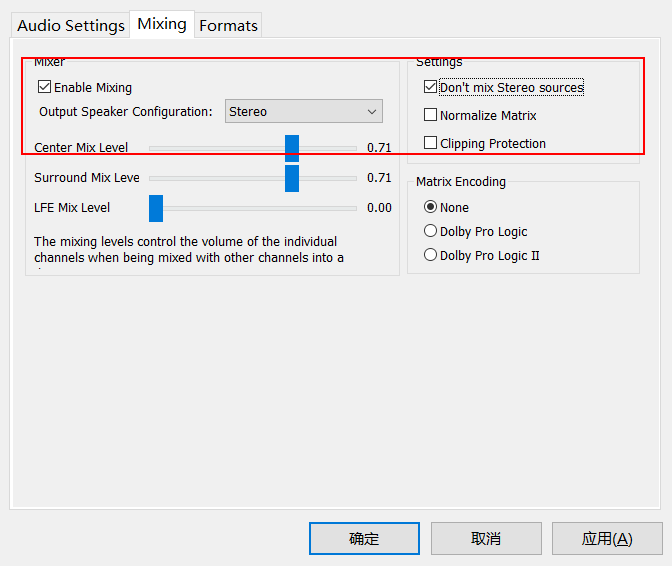 Audio Settings Mixing Formats
Mixer
Enable Mixing
Output Speaker Configuration: Stereo
Center Mix Level 0.71
Surround Mix Leve 0.71
LFE Mix Level 0.00
The mixing levels control the volume of the individual
channels when being mixed with other channels into a
Settings
Don't mix Stereo sources
Normalize Matrix
Clipping Protection
Matrix Encoding
None
Dolby Pro Logic
Dolby Pro Logic II
确定 取消 应用(A)